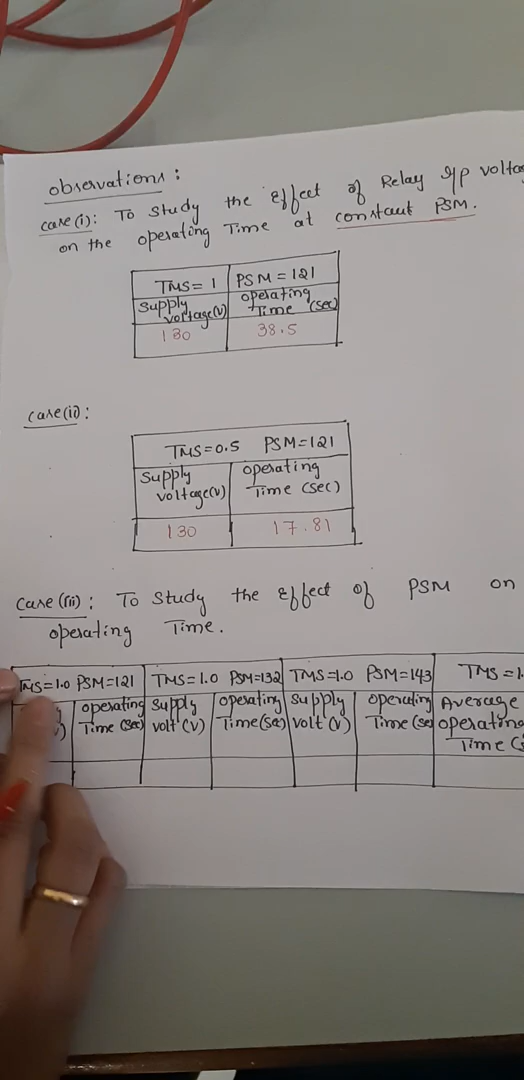 observations:
case(i): To study the effect of Relay I/p volta
on the operating Time at constant PSM.
TMS= 1 PSM=121
Supply voltage(v) operating Time (sec)
130 38.5
case(ii):
TMS=0.5 PSM=121
Supply voltage(v) operating Time (sec)
130 17.81
case(iii): To study the effect of PSM on
operating Time.
TMS=1.0 PSM=121 TMS=1.0 PSM=132 TMS=1.0 PSM=143 TMS=1.
operating Supply operating Supply operating Average
Time(sec) volt(v) Time(sec) volt(v) Time(se operating
Time(